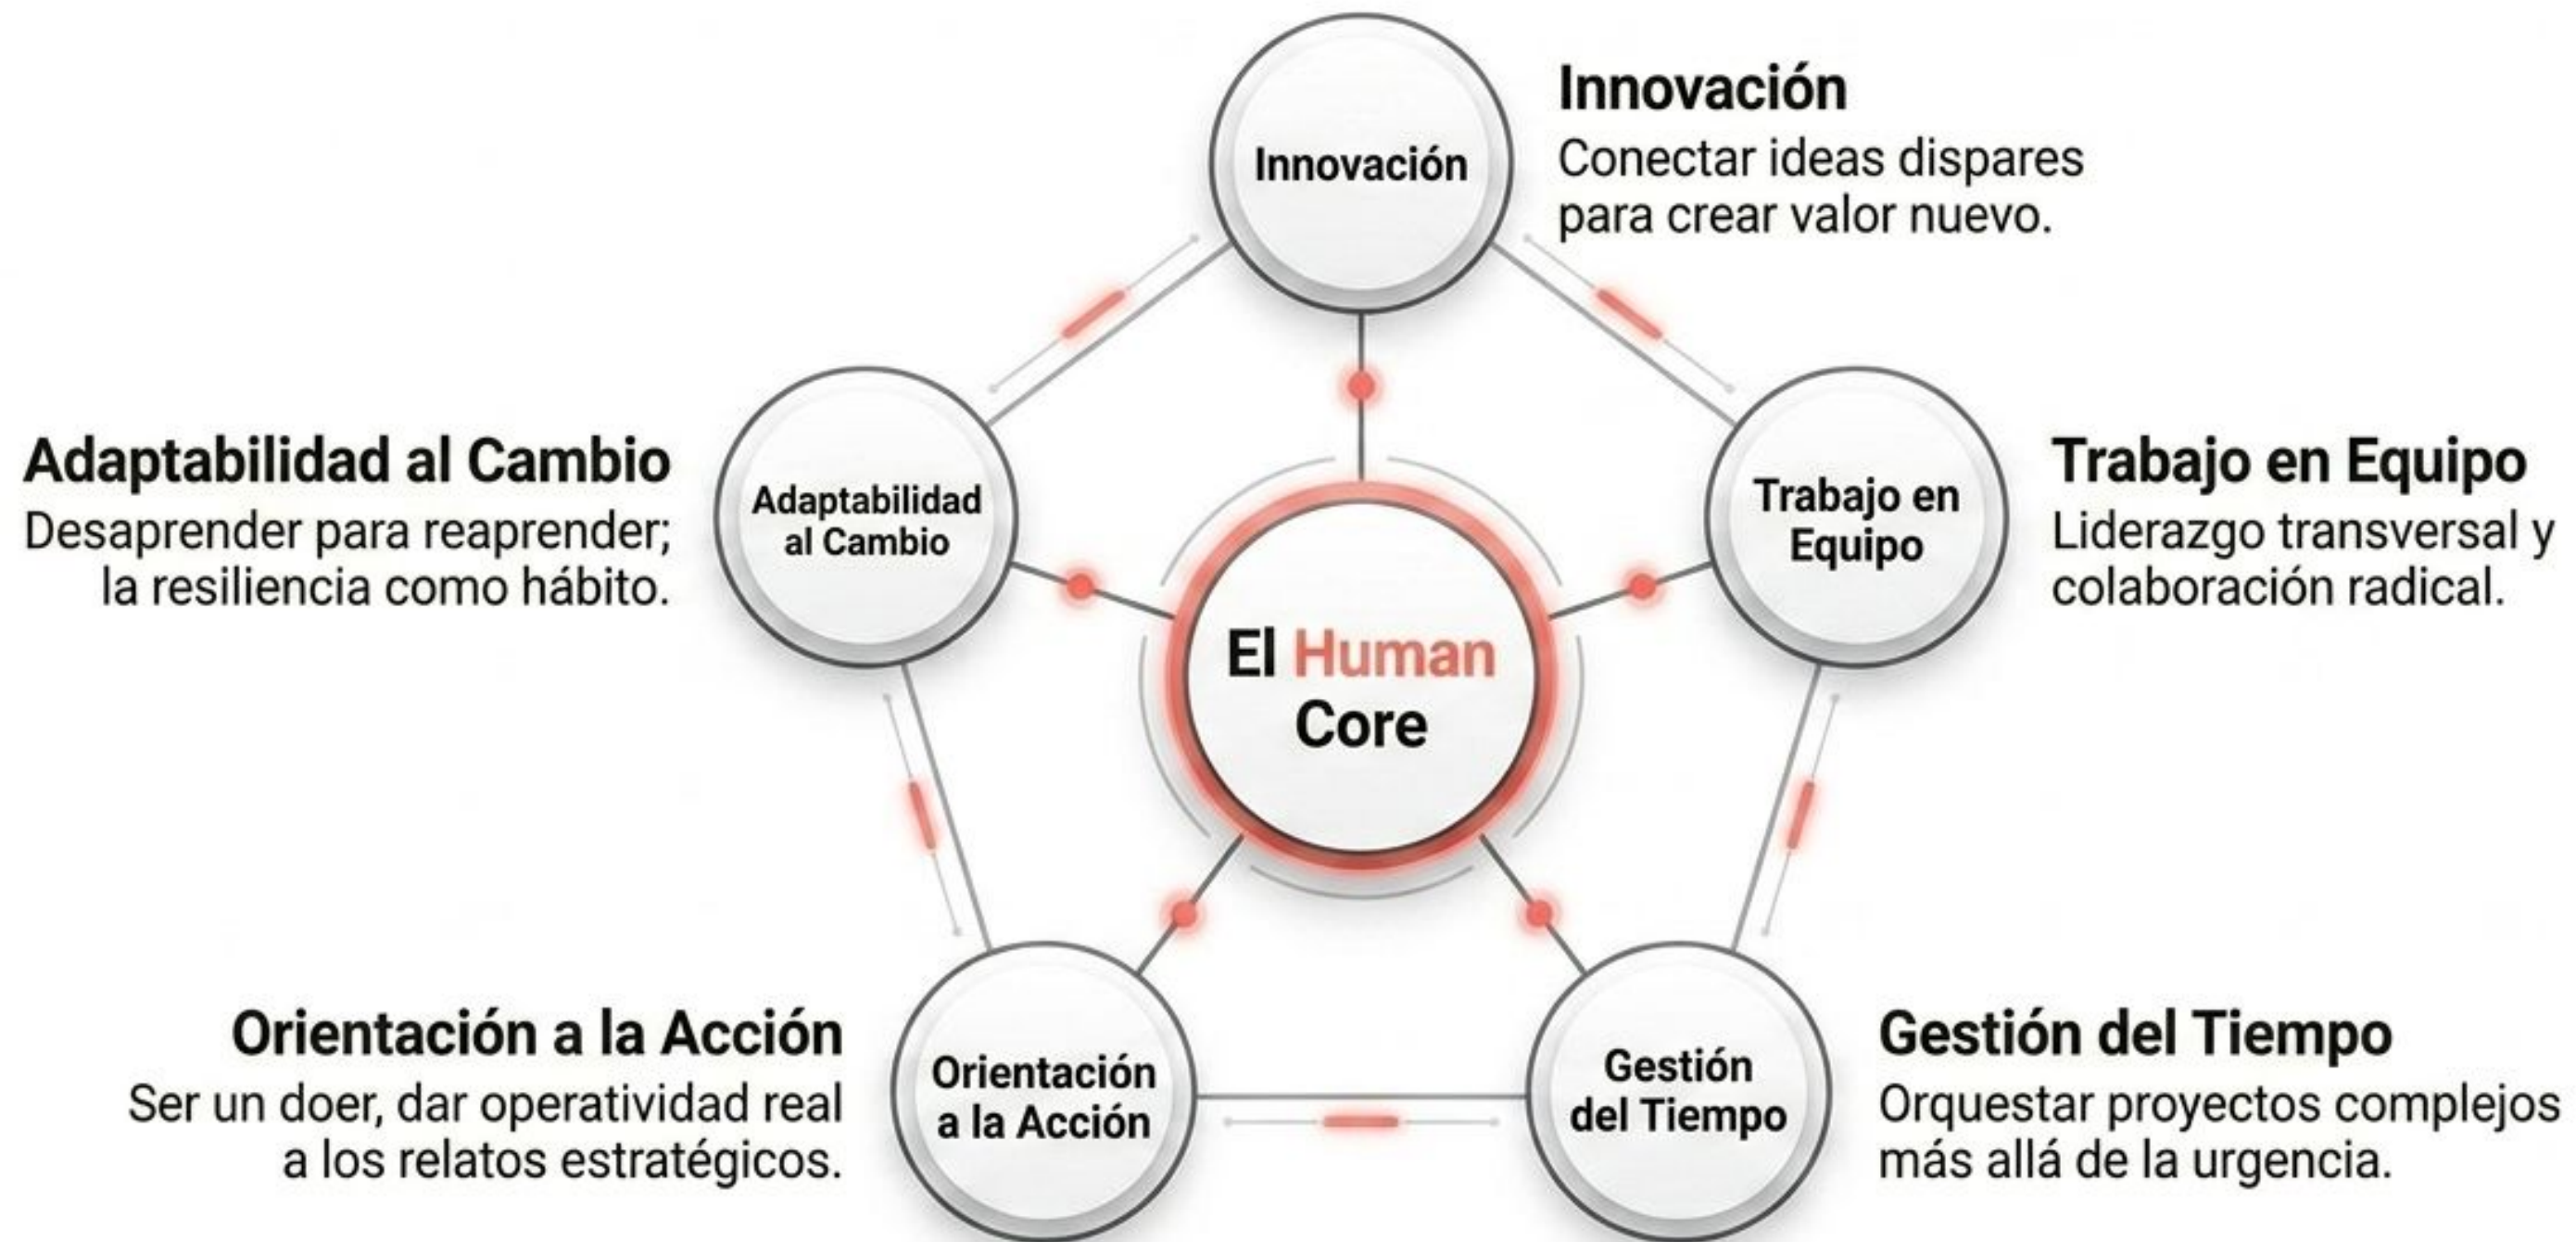 Innovación
Innovación
Conectar ideas dispares
para crear valor nuevo.
Adaptabilidad al Cambio
Desaprender para reaprender;
la resiliencia como hábito.
Adaptabilidad
al Cambio
Trabajo en
Equipo
Trabajo en Equipo
Liderazgo transversal y
colaboración radical.
El Human
Core
Orientación a la Acción
Ser un doer, dar operatividad real
a los relatos estratégicos.
Orientación
a la Acción
Gestión
del Tiempo
Gestión del Tiempo
Orquestar proyectos complejos
más allá de la urgencia.